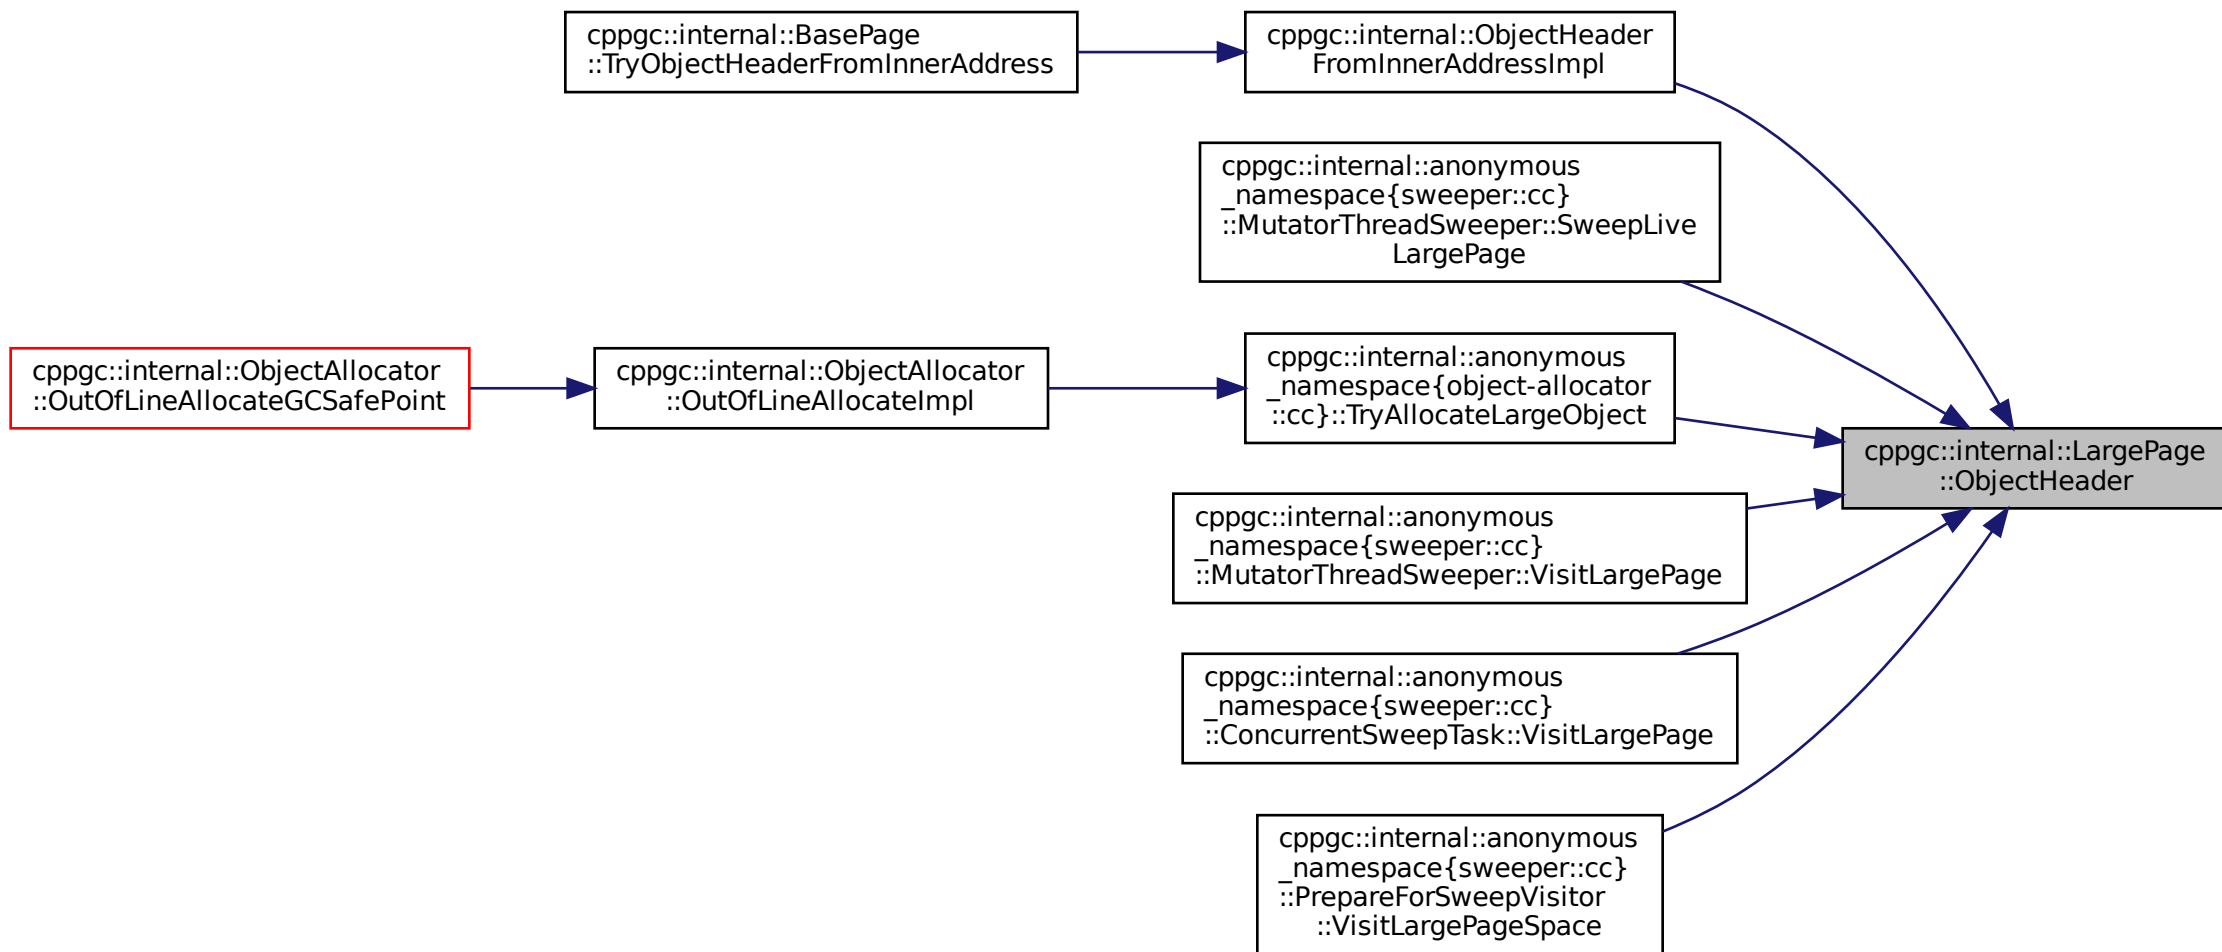 cppgc::internal::BasePage
::TryObjectHeaderFromInnerAddress
cppgc::internal::ObjectHeader
FromInnerAddressImpl
cppgc::internal::anonymous
_namespace{sweeper::cc}
::MutatorThreadSweeper::SweepLive
LargePage
cppgc::internal::ObjectAllocator
::OutOfLineAllocateGCSafePoint
cppgc::internal::ObjectAllocator
::OutOfLineAllocateImpl
cppgc::internal::anonymous
_namespace{object-allocator
::cc}::TryAllocateLargeObject
cppgc::internal::LargePage
::ObjectHeader
cppgc::internal::anonymous
_namespace{sweeper::cc}
::MutatorThreadSweeper::VisitLargePage
cppgc::internal::anonymous
_namespace{sweeper::cc}
::ConcurrentSweepTask::VisitLargePage
cppgc::internal::anonymous
_namespace{sweeper::cc}
::PrepareForSweepVisitor
::VisitLargePageSpace